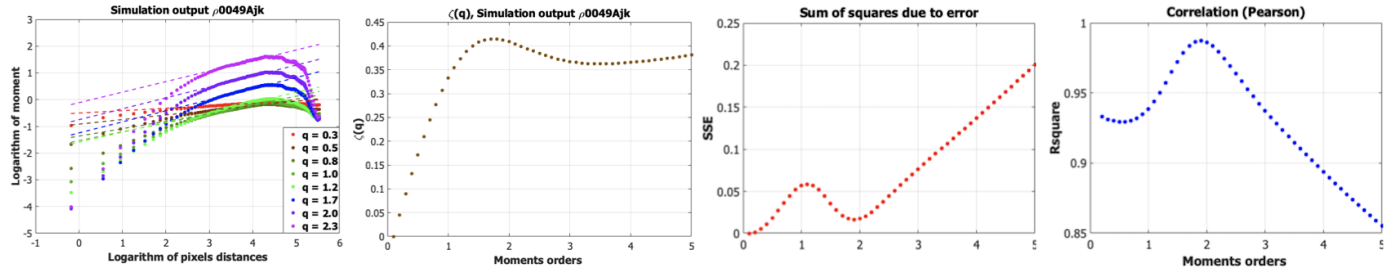 Simulation output ρ0049Ajk
Logarithm of moment
4
3
2
1
0
-1
-2
-3
-4
-5
-1
0
1
2
3
4
5
6
Logarithm of pixels distances
q = 0.3
q = 0.5
q = 0.8
q = 1.0
q = 1.2
q = 1.7
q = 2.0
q = 2.3
ζ(q), Simulation output ρ0049Ajk
ζ(q)
0.45
0.4
0.35
0.3
0.25
0.2
0.15
0.1
0.05
0
0
1
2
3
4
5
Moments orders
Sum of squares due to error
SSE
0.25
0.2
0.15
0.1
0.05
0
0
1
2
3
4
5
Moments orders
Correlation (Pearson)
Rsquare
1
0.95
0.9
0.85
0
1
2
3
4
5
Moments orders